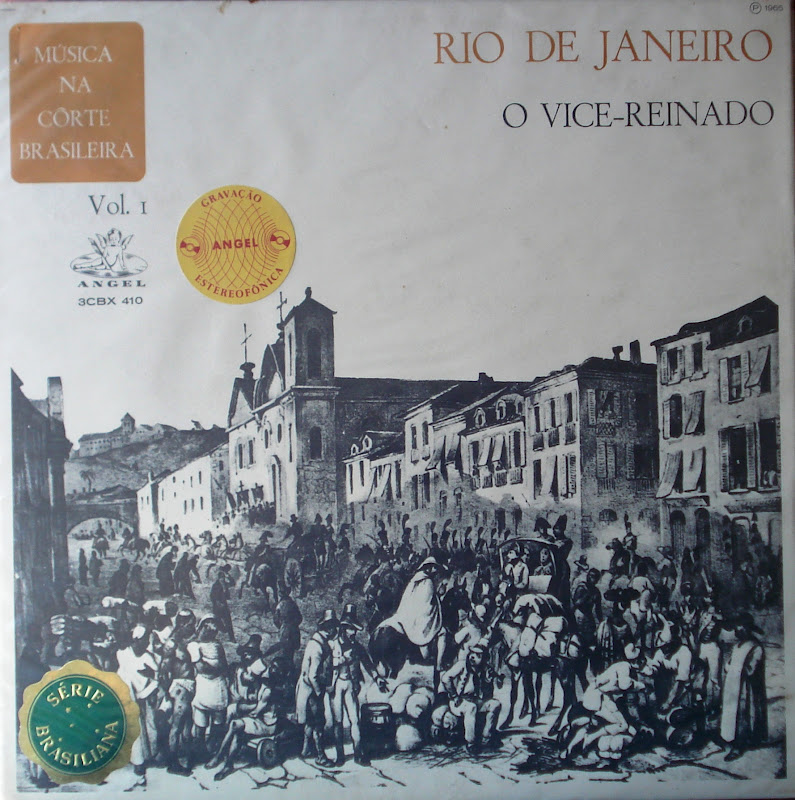 ℗ 1965
MÚSICA
NA
CÔRTE
BRASILEIRA
RIO DE JANEIRO
O VICE-REINADO
Vol. 1
ANGEL
3CBX 410
GRAVAÇÃO
ANGEL
ESTEREOFÔNICA
SÉRIE
BRASILIANA